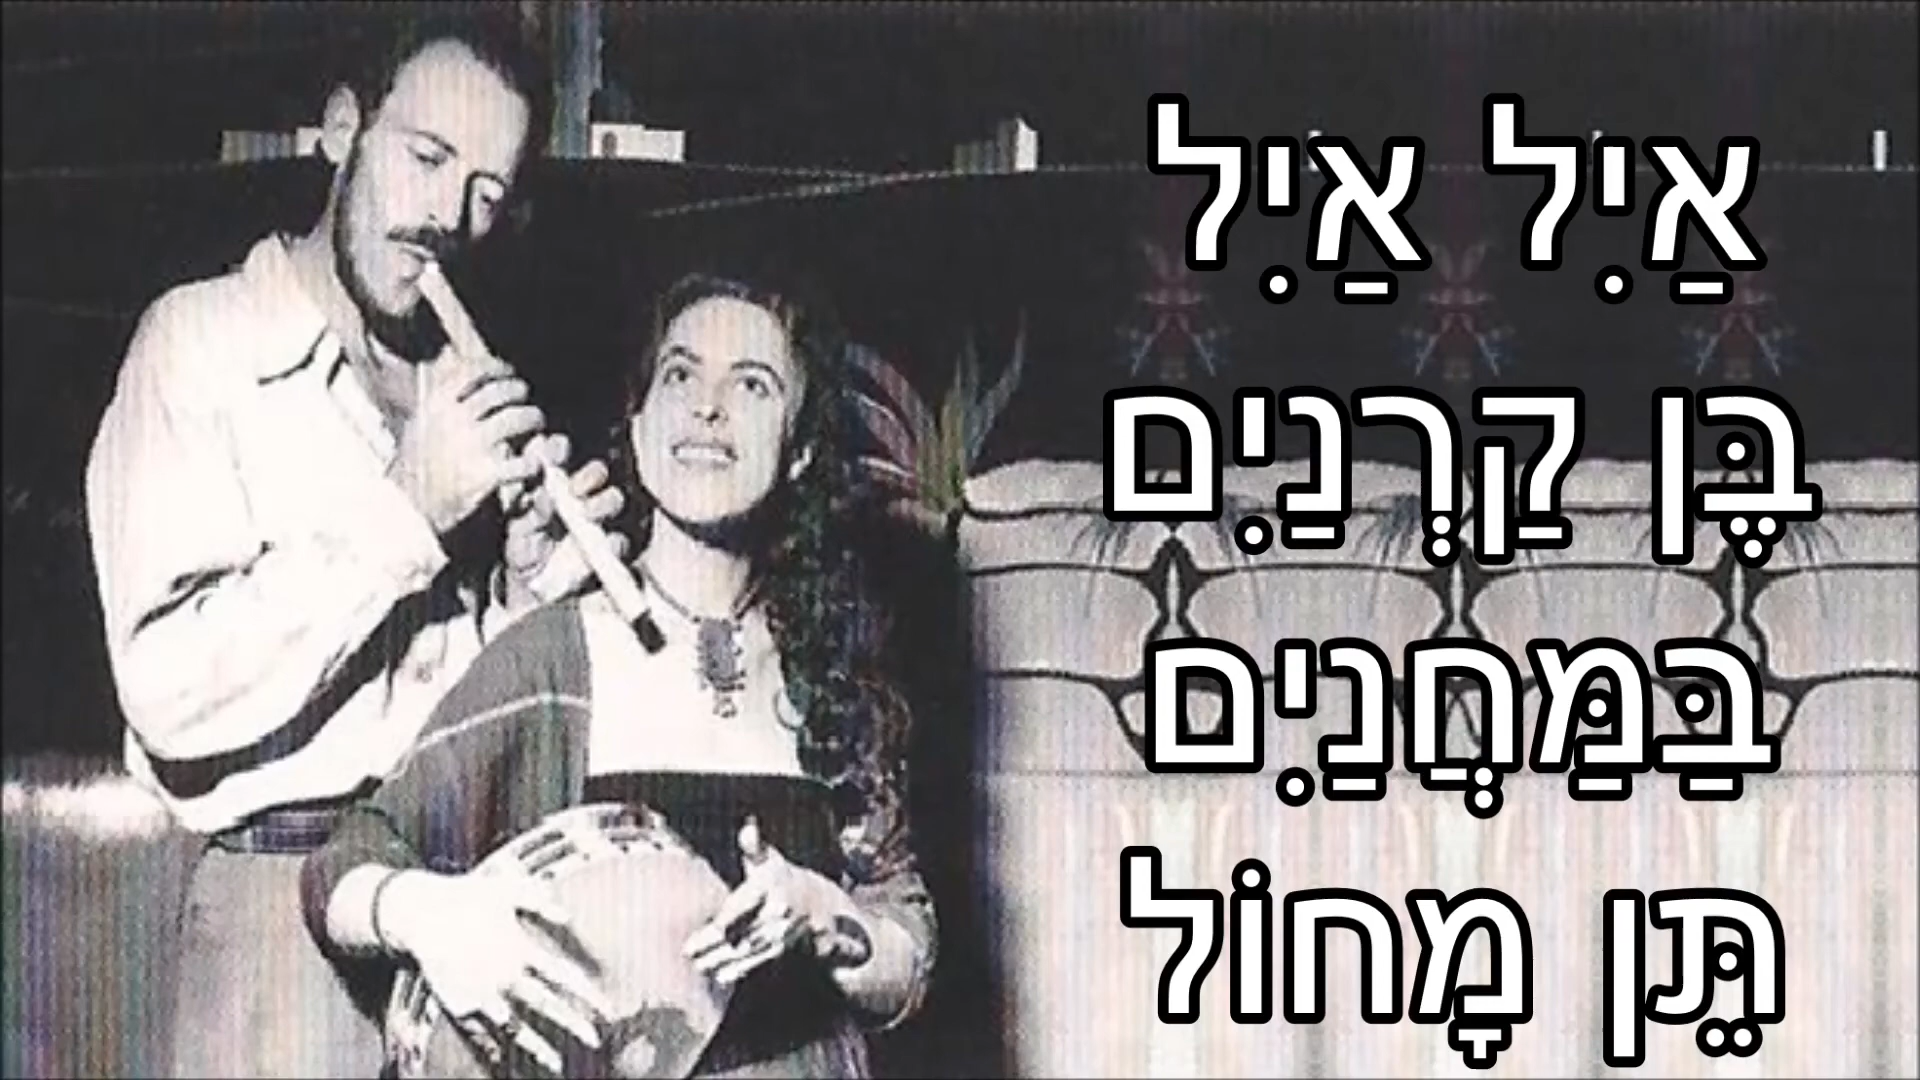 אַיִל אַיִל
בֶּן קַרְנַיִם
בַּמַּחֲנַיִם
תֵּן מָחוֹל